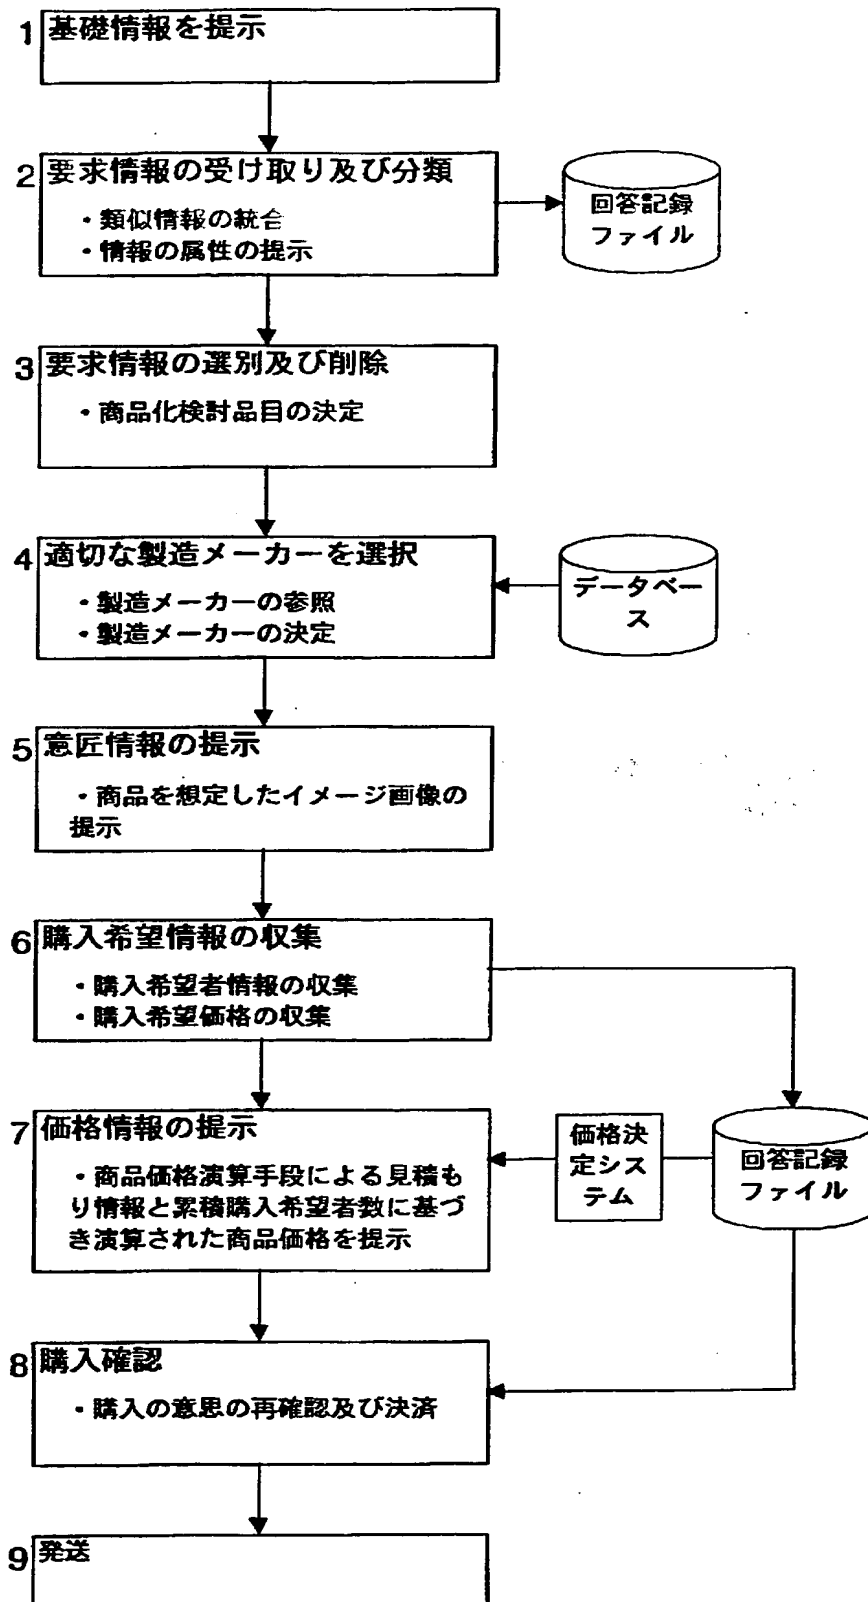 1 基礎情報を提示
2 要求情報の受け取り及び分類
・類似情報の統合
・情報の属性の提示
回答記録
ファイル
3 要求情報の選別及び削除
・商品化検討品目の決定
4 適切な製造メーカーを選択
・製造メーカーの参照
・製造メーカーの決定
データベー
ス
5 意匠情報の提示
・商品を想定したイメージ画像の
提示
6 購入希望情報の収集
・購入希望者情報の収集
・購入希望価格の収集
7 価格情報の提示
・商品価格演算手段による見積も
り情報と累積購入希望者数に基づ
き演算された商品価格を提示
価格決
定シス
テム
回答記録
ファイル
8 購入確認
・購入の意思の再確認及び決済
9 発送